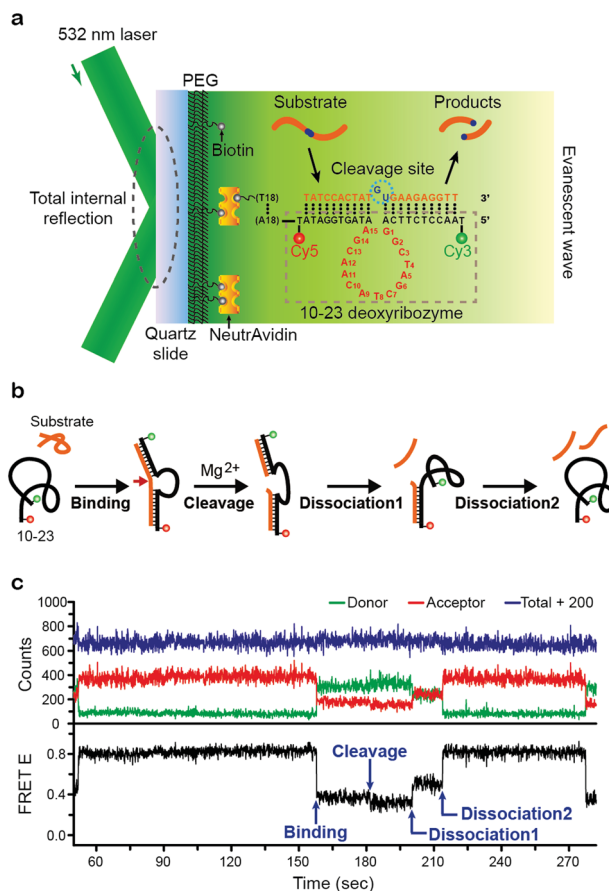 a
532 nm laser
PEG
Substrate
Products
Biotin
Cleavage site
Total internal
reflection
(T18)
TATCCACTAT G U GAAGAGGTT 3'
(A18) TATAGGTGATA ACTTCTCCAAT 5'
Cy5
A15 G1
G14 G2
C13 C3
A12 T4
A11 A5
C10 G6
A9 T8 C7
Cy3
Evanescent wave
Quartz
slide
NeutrAvidin
10-23 deoxyribozyme
b
Substrate
10-23
Binding
Mg2+
Cleavage
Dissociation1
Dissociation2
c
Donor Acceptor Total + 200
Counts
1000
800
600
400
200
0
FRET E
0.8
0.4
0.0
Cleavage
Binding
Dissociation2
Dissociation1
60 90 120 150 180 210 240 270
Time (sec)